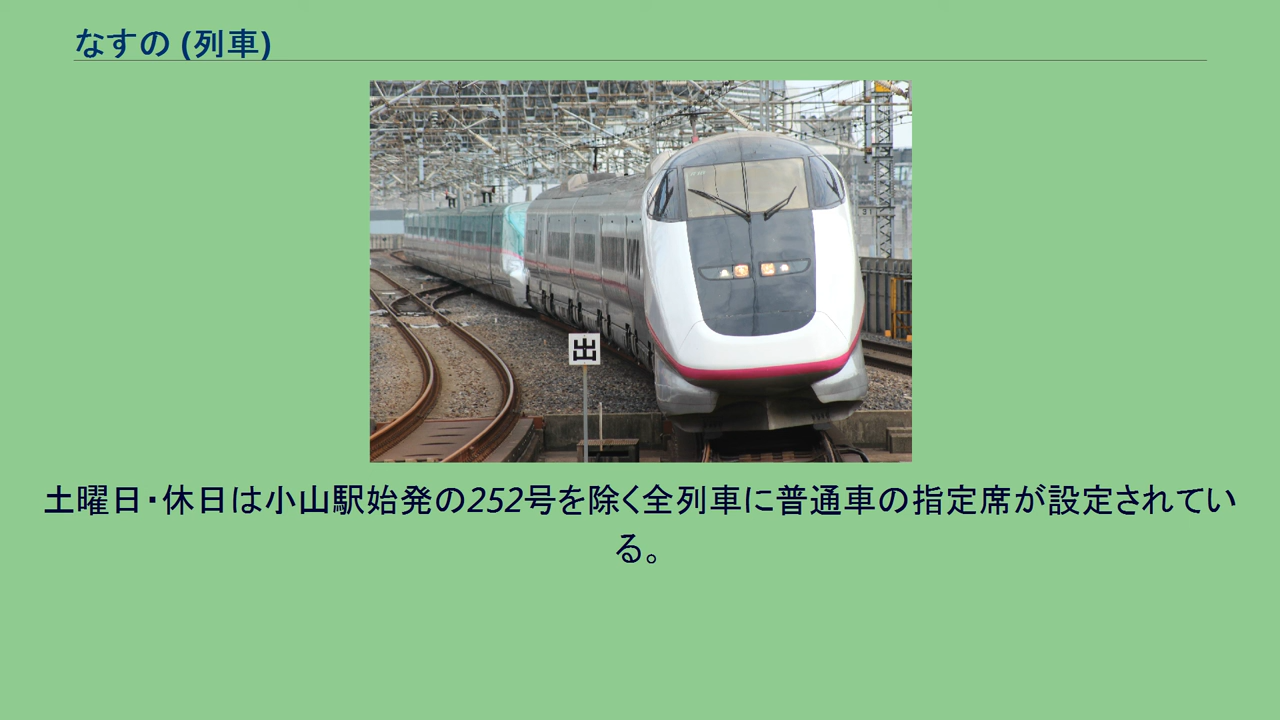 なすの (列車)
出
土曜日・休日は小山駅始発の252号を除く全列車に普通車の指定席が設定されてい
る。